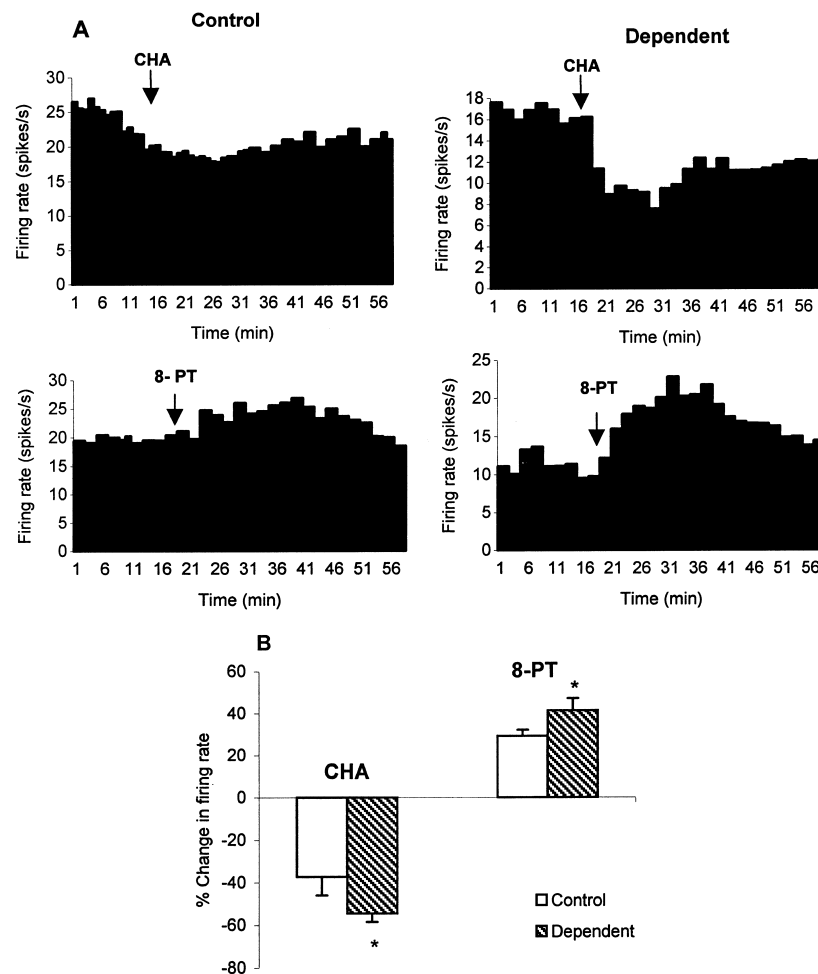 A
Control
Dependent
CHA
CHA
Firing rate (spikes/s)
30
25
20
15
10
5
0
1 6 11 16 21 26 31 36 41 46 51 56
Time (min)
Firing rate (spikes/s)
18
16
14
12
10
8
6
4
2
0
1 6 11 16 21 26 31 36 41 46 51 56
Time (min)
8- PT
Firing rate (spikes/s)
30
25
20
15
10
5
0
1 6 11 16 21 26 31 36 41 46 51 56
Time (min)
8-PT
Firing rate (spikes/s)
25
20
15
10
5
0
1 6 11 16 21 26 31 36 41 46 51 56
Time (min)
B
% Change in firing rate
60
40
20
0
-20
-40
-60
-80
8-PT
*
CHA
*
Control
Dependent